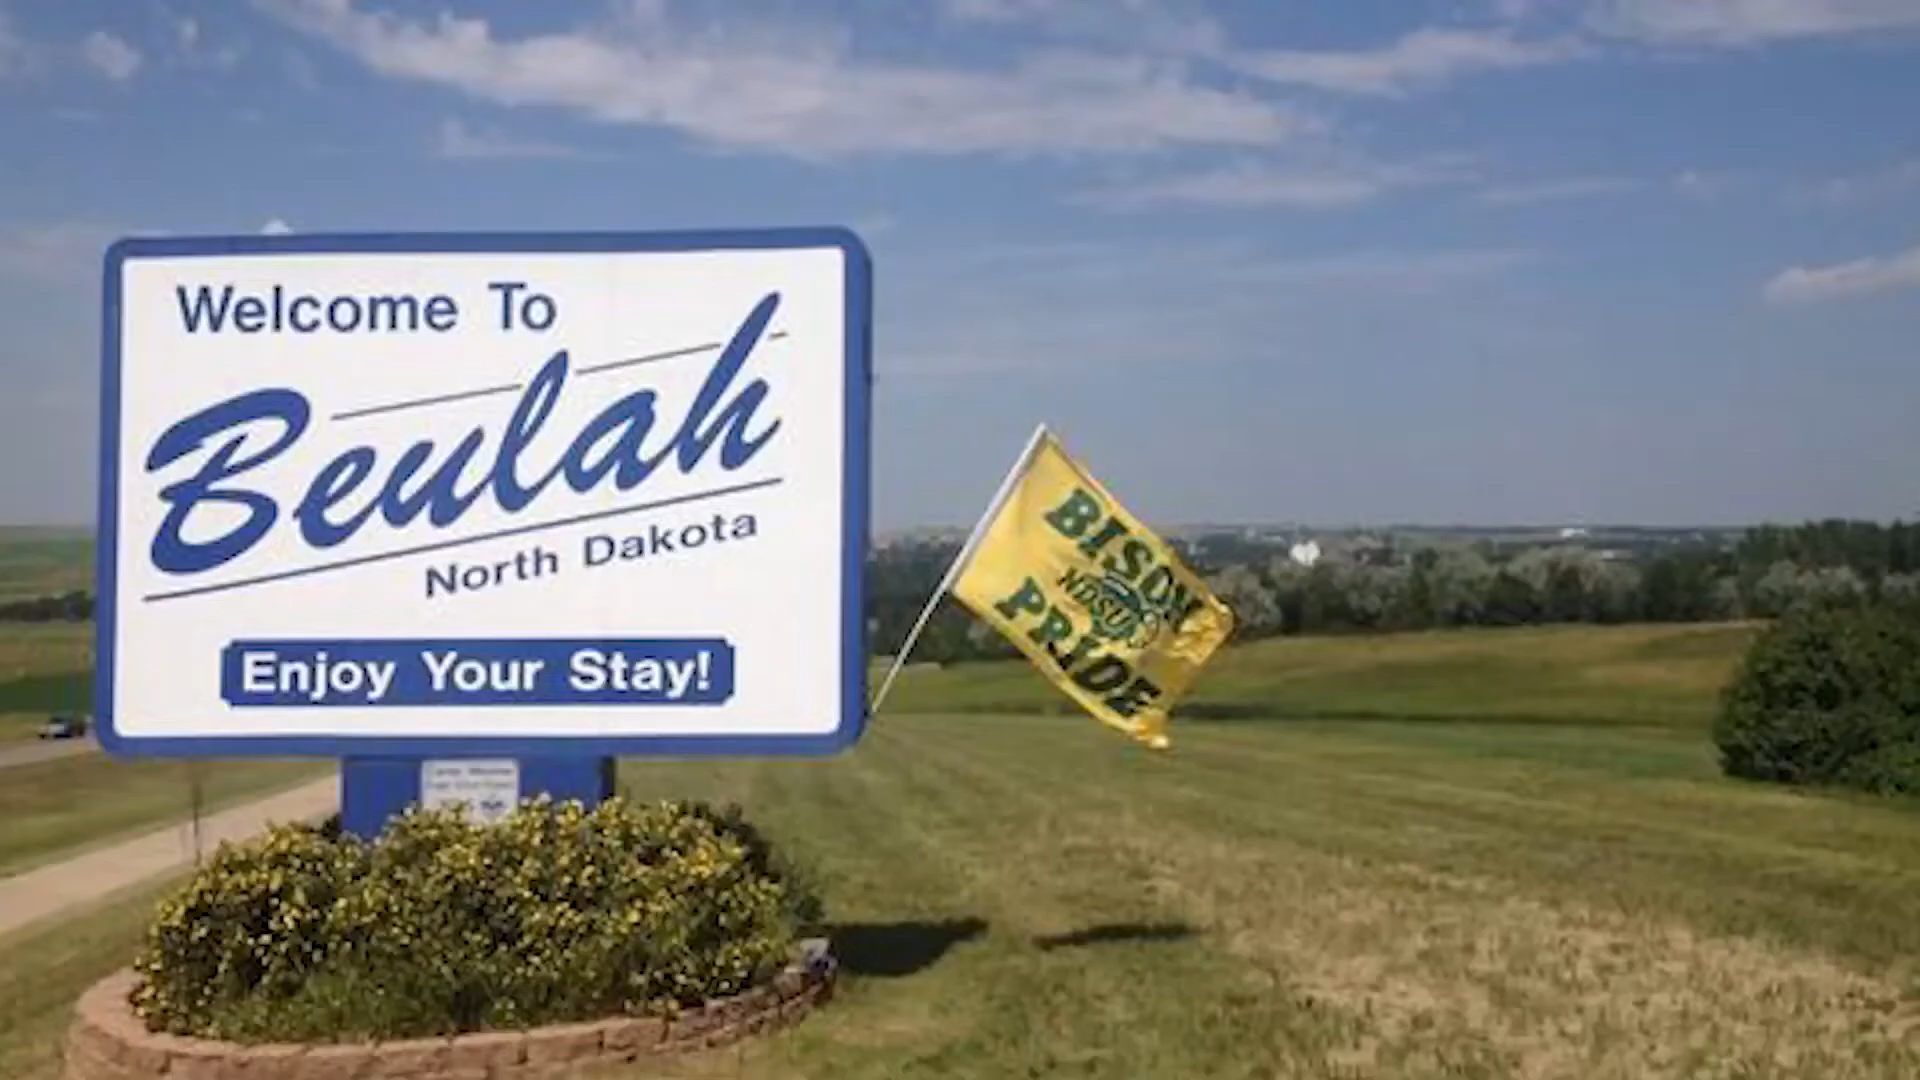 Welcome To
Beulah
North Dakota
Enjoy Your Stay!
BISON
NDSU
PRIDE